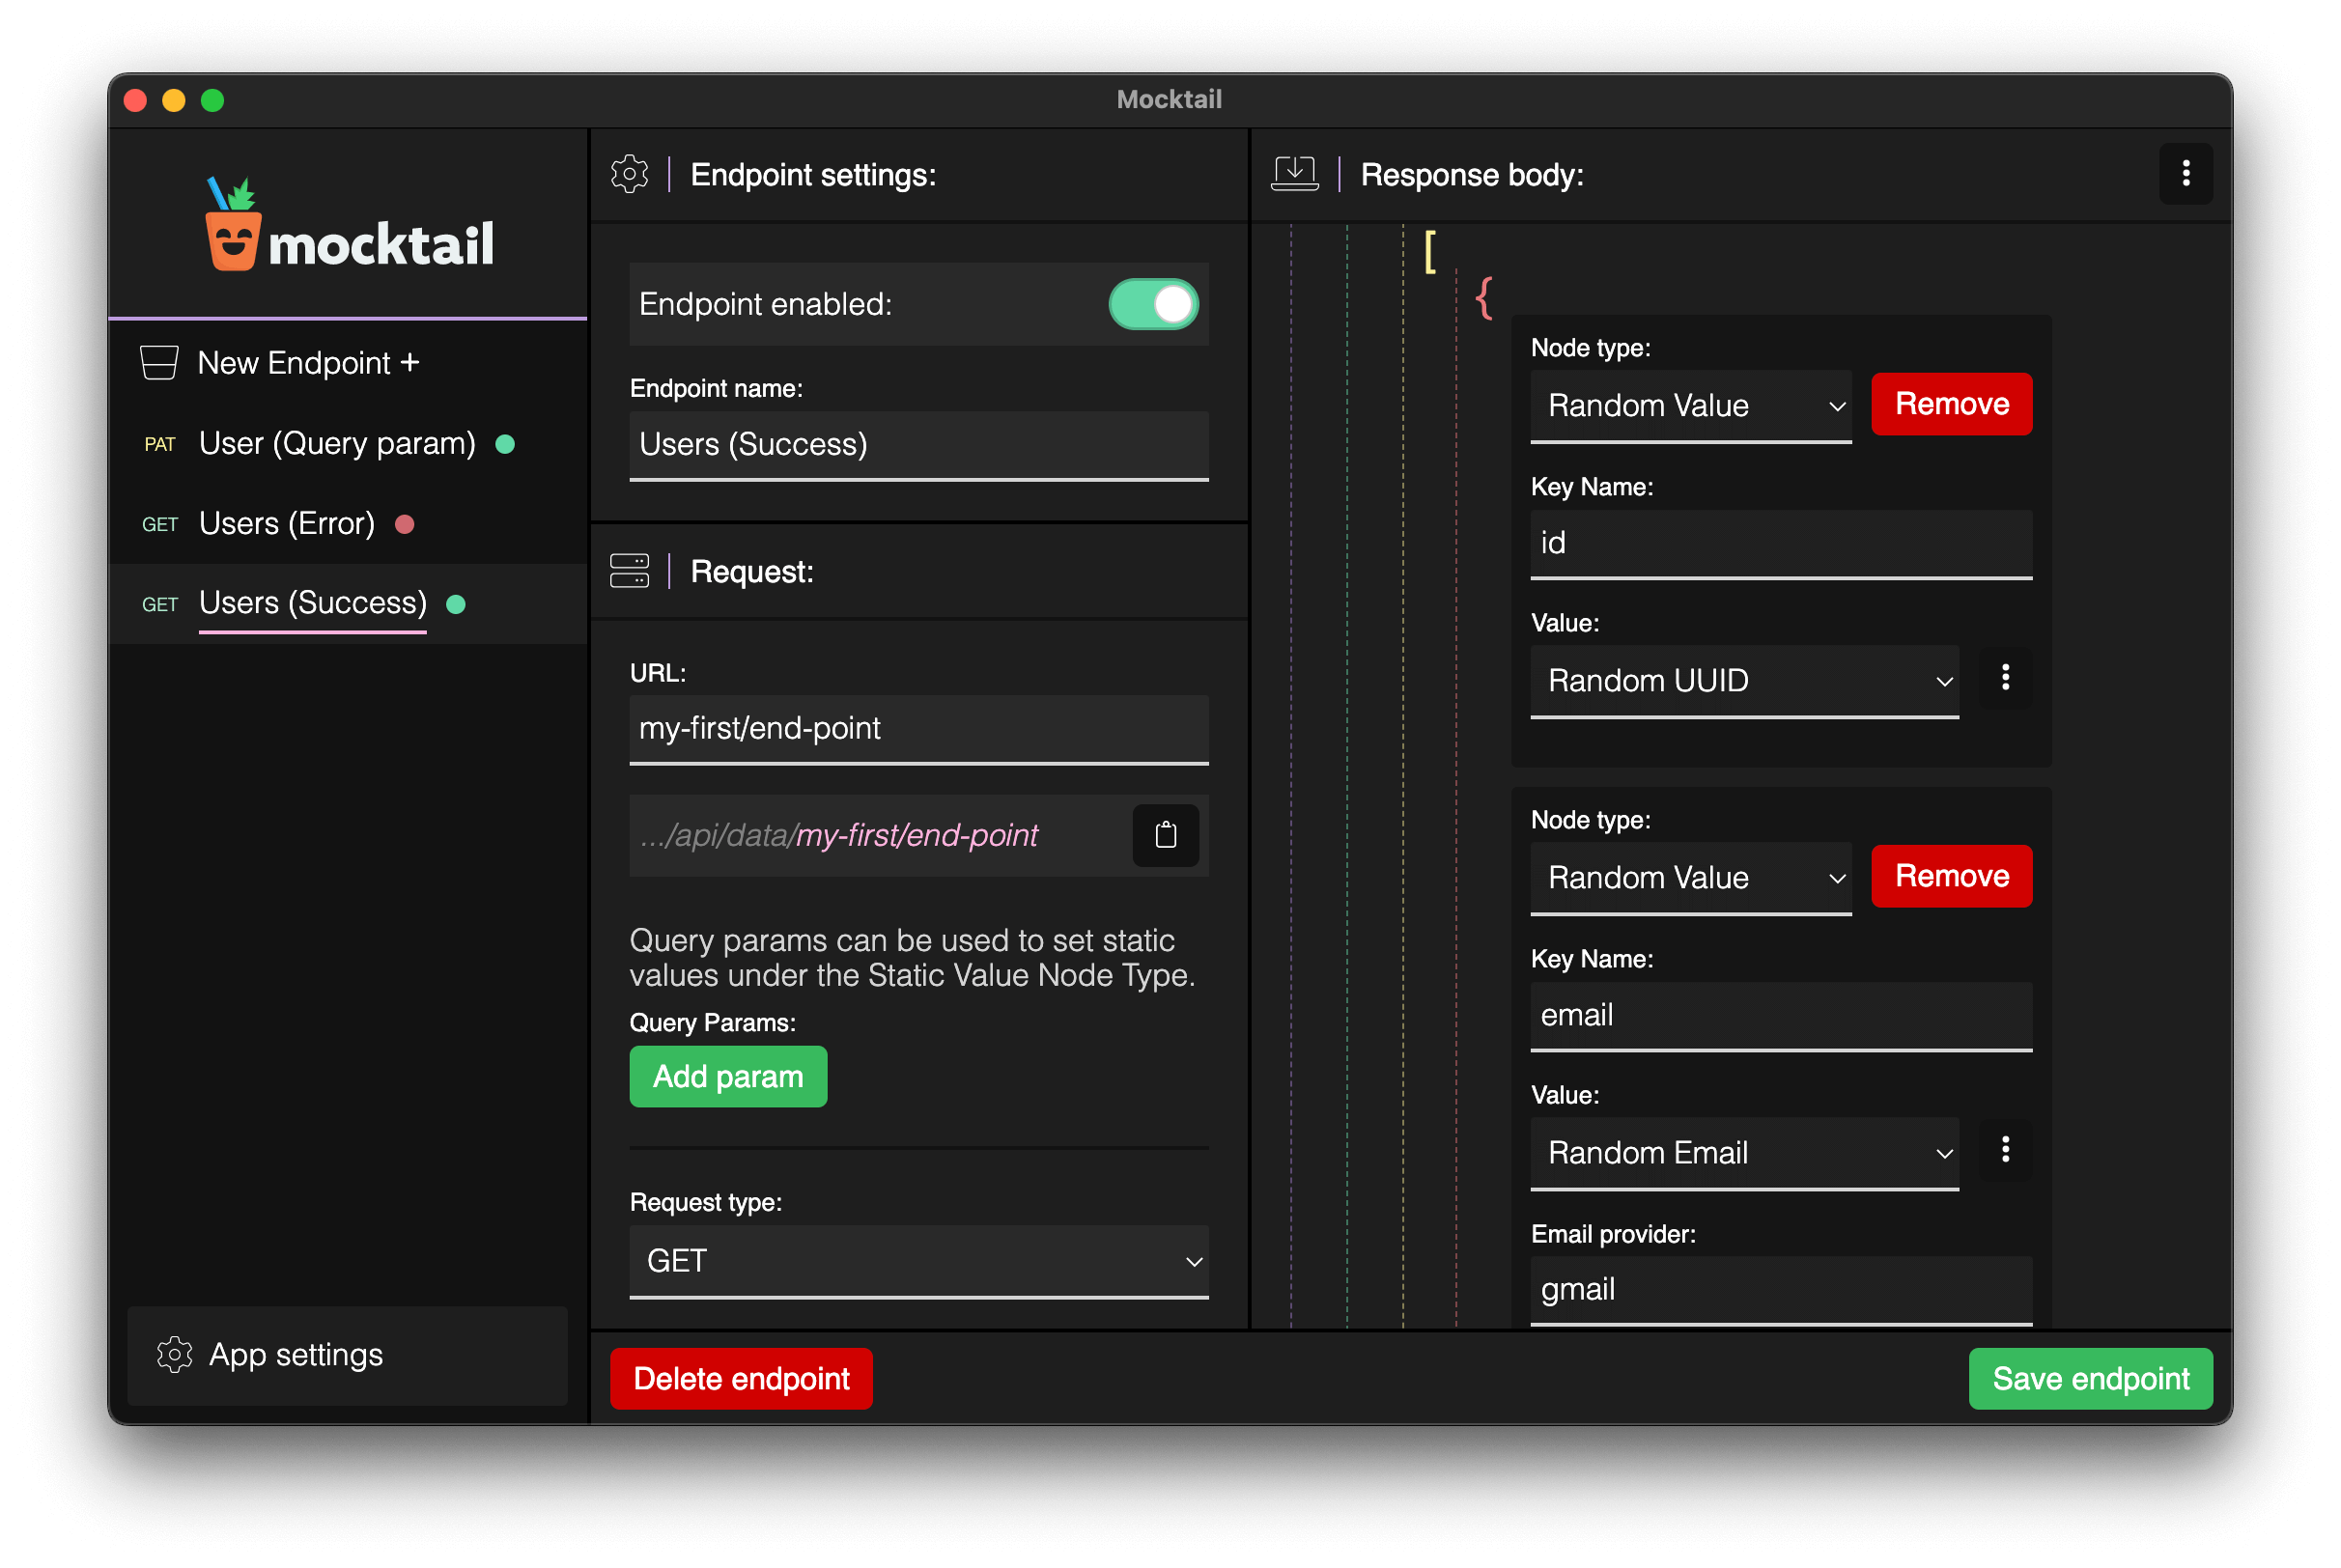 Mocktail
mocktail
New Endpoint +
PAT User (Query param)
GET Users (Error)
GET Users (Success)
App settings
Endpoint settings:
Endpoint enabled:
Endpoint name:
Users (Success)
Request:
URL:
my-first/end-point
.../api/data/my-first/end-point
Query params can be used to set static
values under the Static Value Node Type.
Query Params:
Add param
Request type:
GET
Delete endpoint
Response body:
[
{
Node type:
Random Value
Remove
Key Name:
id
Value:
Random UUID
Node type:
Random Value
Remove
Key Name:
email
Value:
Random Email
Email provider:
gmail
Save endpoint